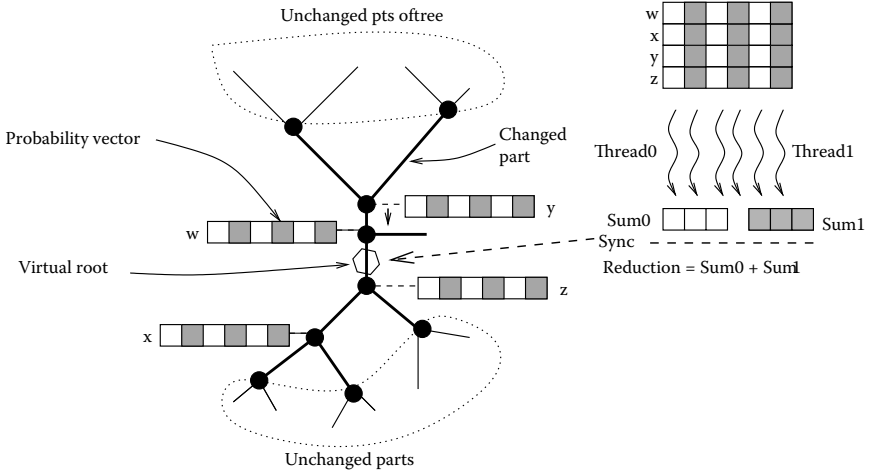 Unchanged pts oftree
w
x
y
z
Probability vector
Changed
part
Thread0
Thread1
y
w
Sum0
Sum1
Sync
Virtual root
Reduction = Sum0 + Sum1
z
x
Unchanged parts